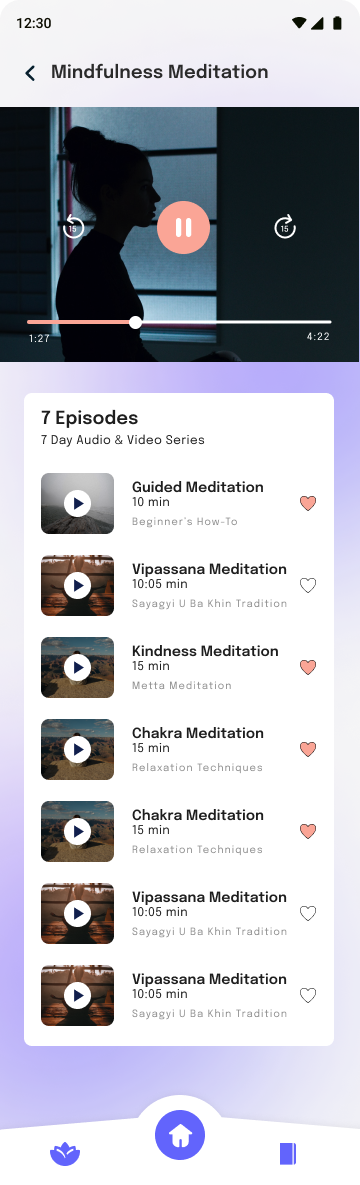 12:30
Mindfulness Meditation
15
15
1:27
4:22
7 Episodes
7 Day Audio & Video Series
Guided Meditation
10 min
Beginner's How-To
Vipassana Meditation
10:05 min
Sayagyi U Ba Khin Tradition
Kindness Meditation
15 min
Metta Meditation
Chakra Meditation
15 min
Relaxation Techniques
Chakra Meditation
15 min
Relaxation Techniques
Vipassana Meditation
10:05 min
Sayagyi U Ba Khin Tradition
Vipassana Meditation
10:05 min
Sayagyi U Ba Khin Tradition